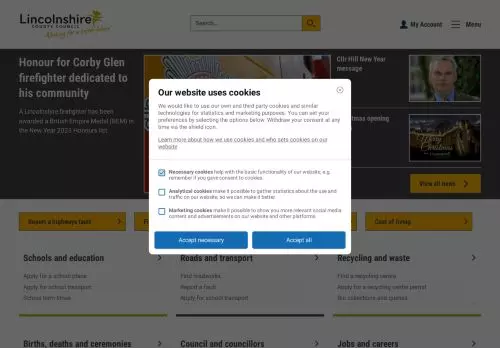 Lincolnshire
COUNTY COUNCIL
Working for a better future
Search...
My Account
Menu
Honour for Corby Glen
firefighter dedicated to
his community
A Lincolnshire firefighter has been
awarded a British Empire Medal (BEM) in
the New Year 2023 Honours list.
Cllr Hill New Year
message
opening
Merry Christmas
View all news
Our website uses cookies
We would like to use our own and third party cookies and similar
technologies for statistics and marketing purposes. You can set your
preferences by selecting the options below. Withdraw your consent at
any time via the shield icon.
Learn more about how we use cookies and who sets cookies on our
website
Necessary cookies help with the basic functionality of our website, e.g.
remember if you gave consent to cookies.
Analytical cookies make it possible to gather statistics about the use and
traffic on our website, so we can make it better.
Marketing cookies make it possible to show you more relevant social media
content and advertisements on our website and other platforms.
Accept necessary
Accept all
Report a highways fault
Cost of living
Schools and education
Apply for a school place
Apply for school transport
School term times
Roads and transport
Find roadworks
Report a fault
Apply for school transport
Recycling and waste
Find a recycling centre
Apply for a recycling centre permit
Bin collections and queries
Births, deaths and ceremonies
Council and councillors
Jobs and careers